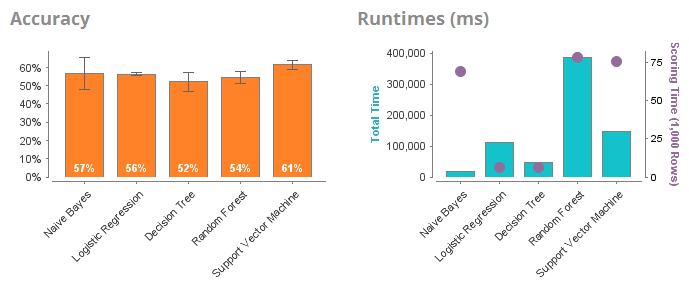 Accuracy
60%
50%
40%
30%
20%
10%
0%
57%
56%
52%
54%
61%
Naive Bayes
Logistic Regression
Decision Tree
Random Forest
Support Vector Machine
Runtimes (ms)
Total Time
400,000
300,000
200,000
100,000
0
75
50
25
0
Scoring Time (1,000 Rows)
Naive Bayes
Logistic Regression
Decision Tree
Random Forest
Support Vector Machine